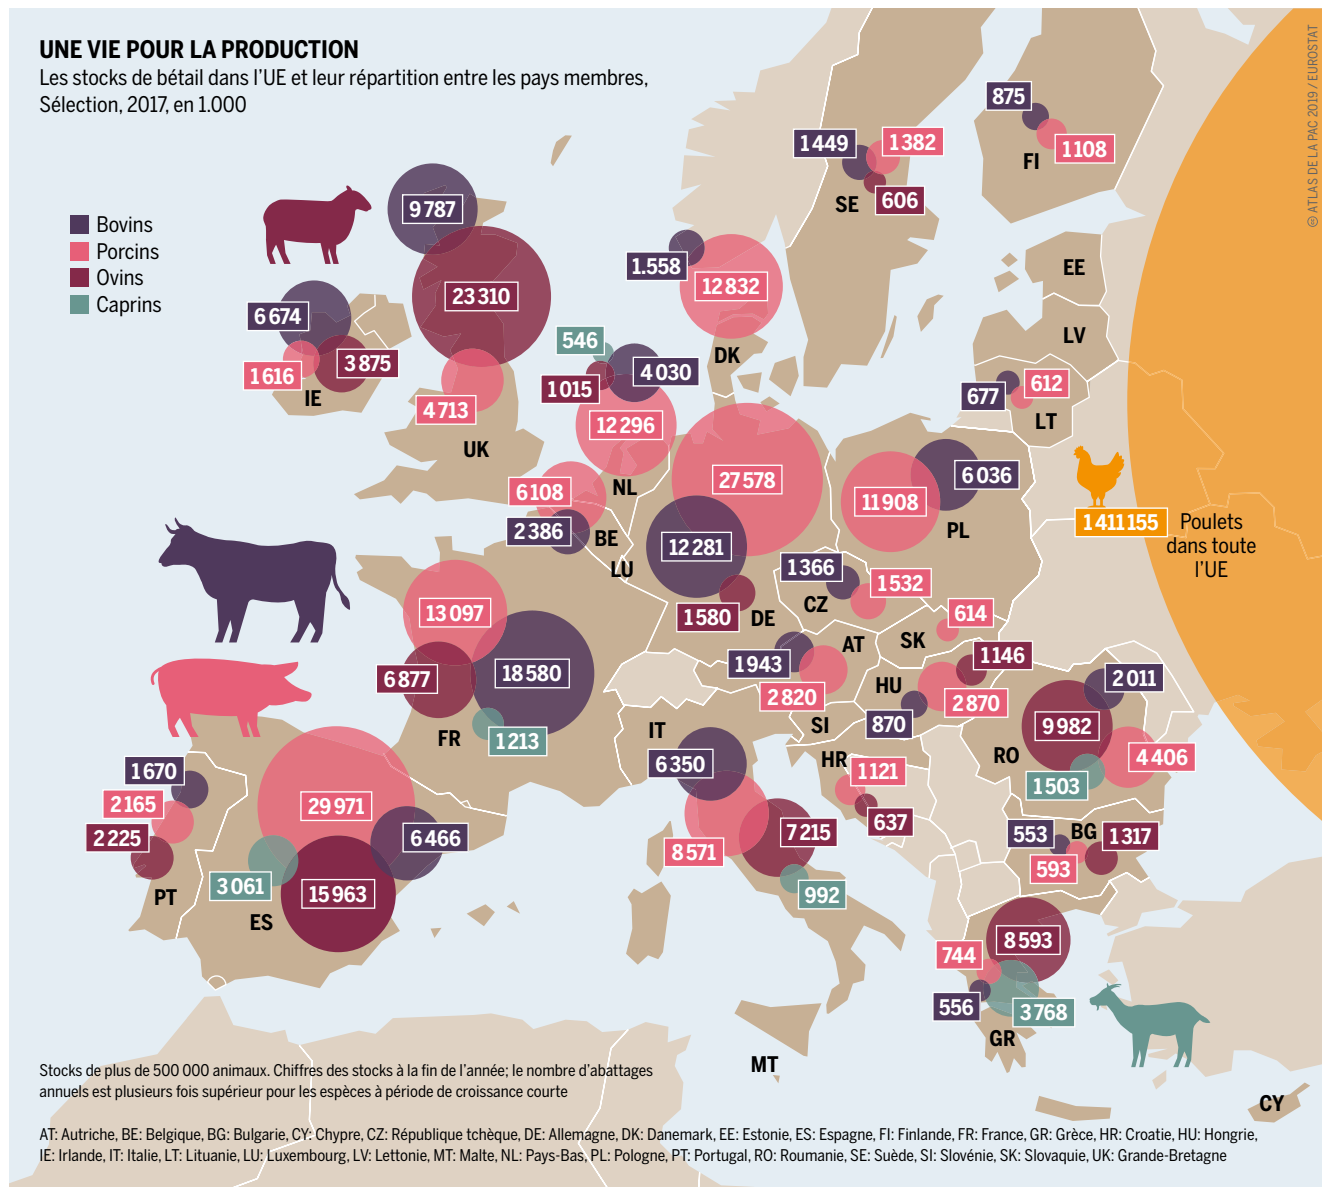 UNE VIE POUR LA PRODUCTION
Les stocks de bétail dans l’UE et leur répartition entre les pays membres,
Sélection, 2017, en 1.000
© ATLAS DE LA PAC 2019 / EUROSTAT
Bovins
Porcins
Ovins
Caprins
875
1108
FI
1449
1382
606
SE
9787
23310
4713
UK
6674
3875
1616
IE
1.558
12832
DK
EE
LV
677
612
LT
546
4030
1015
12296
NL
6108
2386
BE
LU
27578
12281
1580
DE
6036
11908
PL
1411155
Poulets
dans toute
l’UE
1366
1532
CZ
614
SK
1943
2820
AT
1146
2870
870
HU
SI
13097
18580
6877
1213
FR
IT
6350
8571
7215
992
HR
1121
637
2011
9982
4406
1503
RO
553
593
1317
BG
1670
2165
2225
PT
29971
6466
3061
15963
ES
8593
744
556
3768
GR
MT
CY
Stocks de plus de 500 000 animaux. Chiffres des stocks à la fin de l’année; le nombre d’abattages
annuels est plusieurs fois supérieur pour les espèces à période de croissance courte
AT: Autriche, BE: Belgique, BG: Bulgarie, CY: Chypre, CZ: République tchèque, DE: Allemagne, DK: Danemark, EE: Estonie, ES: Espagne, FI: Finlande, FR: France, GR: Grèce, HR: Croatie, HU: Hongrie,
IE: Irlande, IT: Italie, LT: Lituanie, LU: Luxembourg, LV: Lettonie, MT: Malte, NL: Pays-Bas, PL: Pologne, PT: Portugal, RO: Roumanie, SE: Suède, SI: Slovénie, SK: Slovaquie, UK: Grande-Bretagne